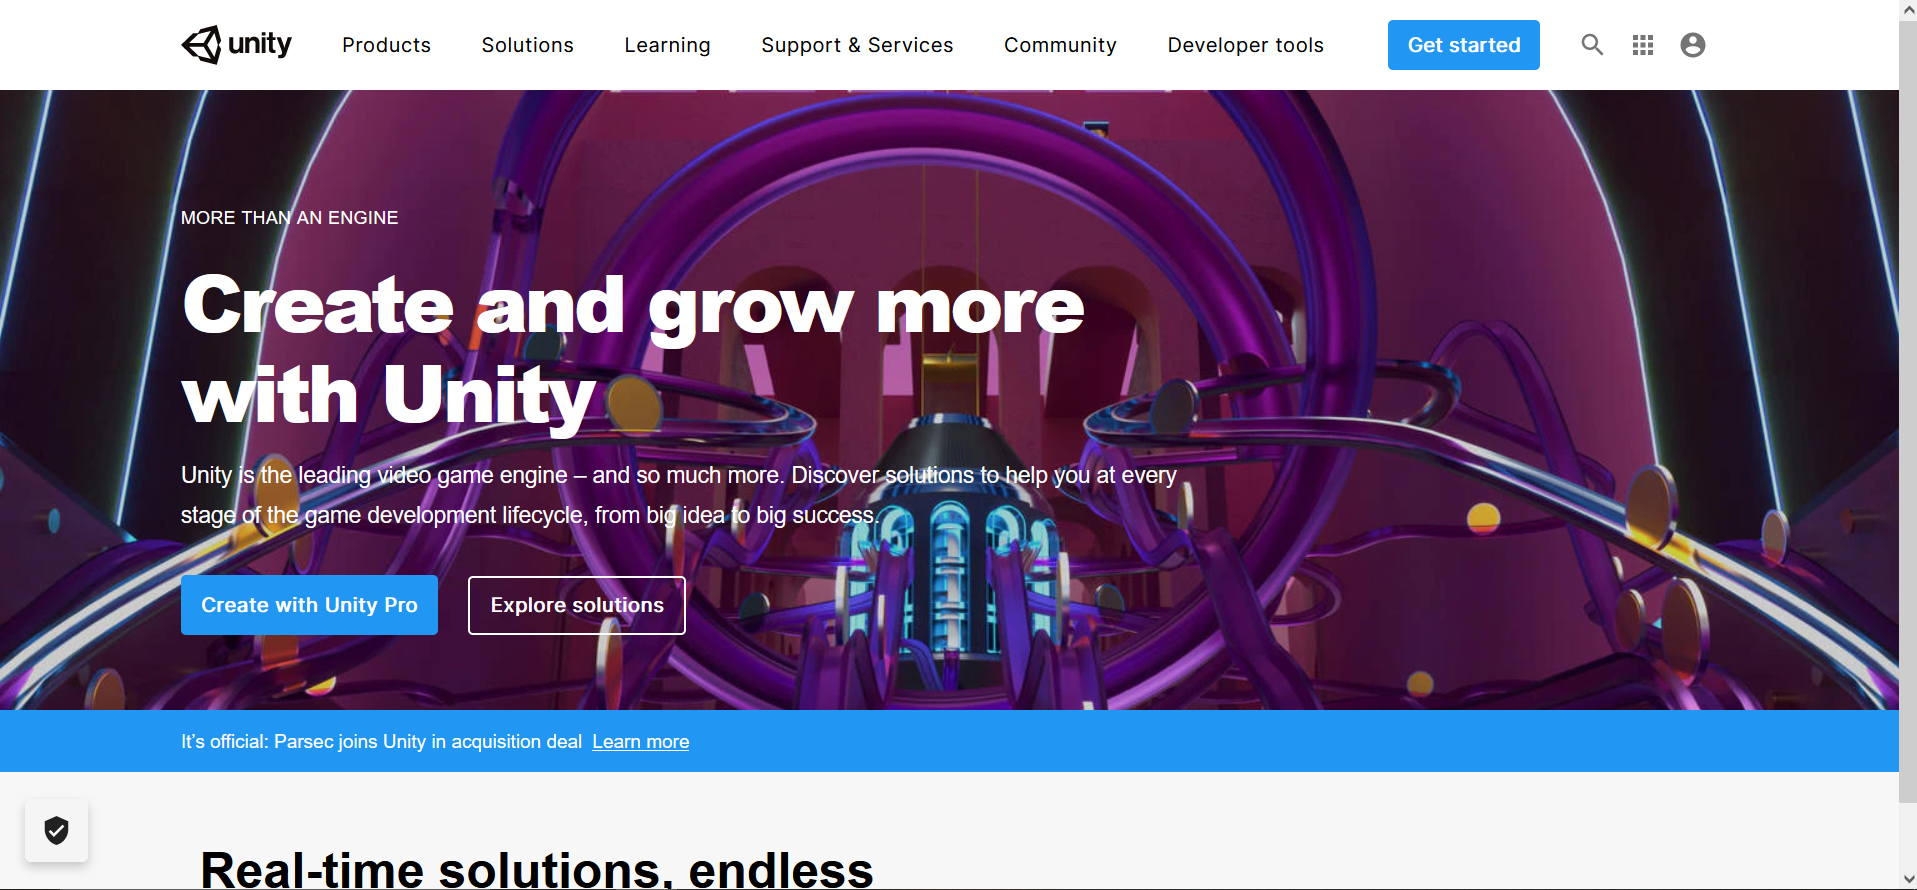 unity
Products
Solutions
Learning
Support & Services
Community
Developer tools
Get started
MORE THAN AN ENGINE
Create and grow more
with Unity
Unity is the leading video game engine – and so much more. Discover solutions to help you at every
stage of the game development lifecycle, from big idea to big success.
Create with Unity Pro
Explore solutions
It’s official: Parsec joins Unity in acquisition deal Learn more
Real-time solutions, endless